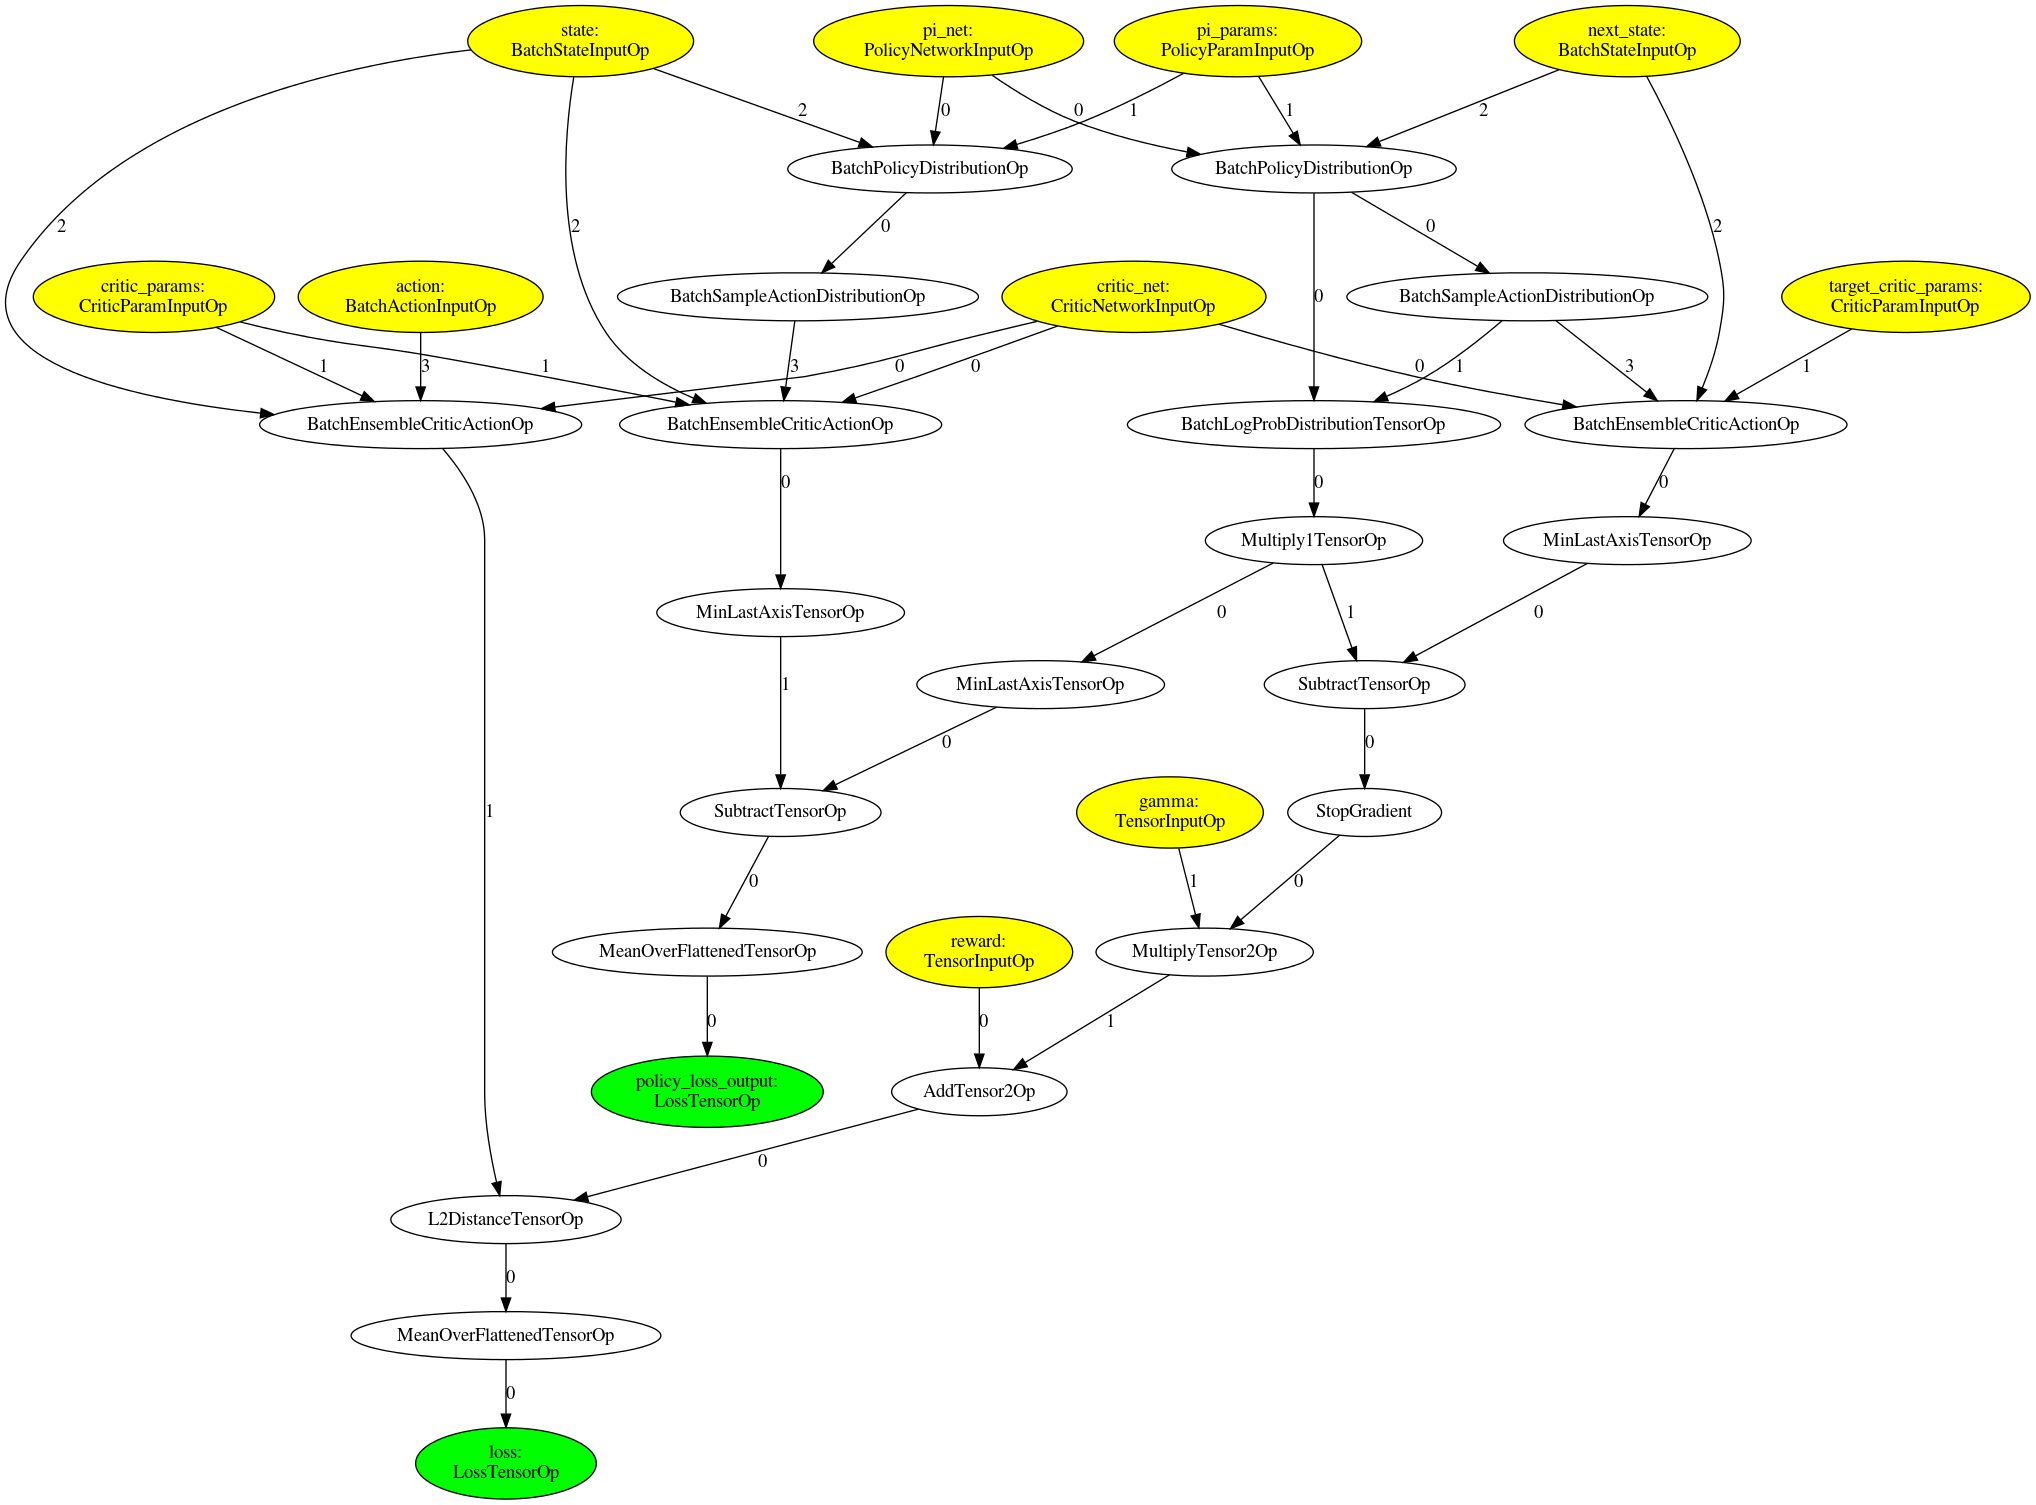 state:
BatchStateInputOp
pi_net:
PolicyNetworkInputOp
pi_params:
PolicyParamInputOp
next_state:
BatchStateInputOp
2
0
0
1
1
2
BatchPolicyDistributionOp
BatchPolicyDistributionOp
2
2
0
0
2
critic_params:
CriticParamInputOp
action:
BatchActionInputOp
BatchSampleActionDistributionOp
critic_net:
CriticNetworkInputOp
0
BatchSampleActionDistributionOp
target_critic_params:
CriticParamInputOp
1
3
1
3
0
0
0
1
3
1
BatchEnsembleCriticActionOp
BatchEnsembleCriticActionOp
BatchLogProbDistributionTensorOp
BatchEnsembleCriticActionOp
0
0
0
Multiply1TensorOp
MinLastAxisTensorOp
MinLastAxisTensorOp
0
1
0
1
MinLastAxisTensorOp
SubtractTensorOp
0
0
1
SubtractTensorOp
gamma:
TensorInputOp
StopGradient
0
1
0
MeanOverFlattenedTensorOp
reward:
TensorInputOp
MultiplyTensor2Op
0
0
1
policy_loss_output:
LossTensorOp
AddTensor2Op
0
L2DistanceTensorOp
0
MeanOverFlattenedTensorOp
0
loss:
LossTensorOp